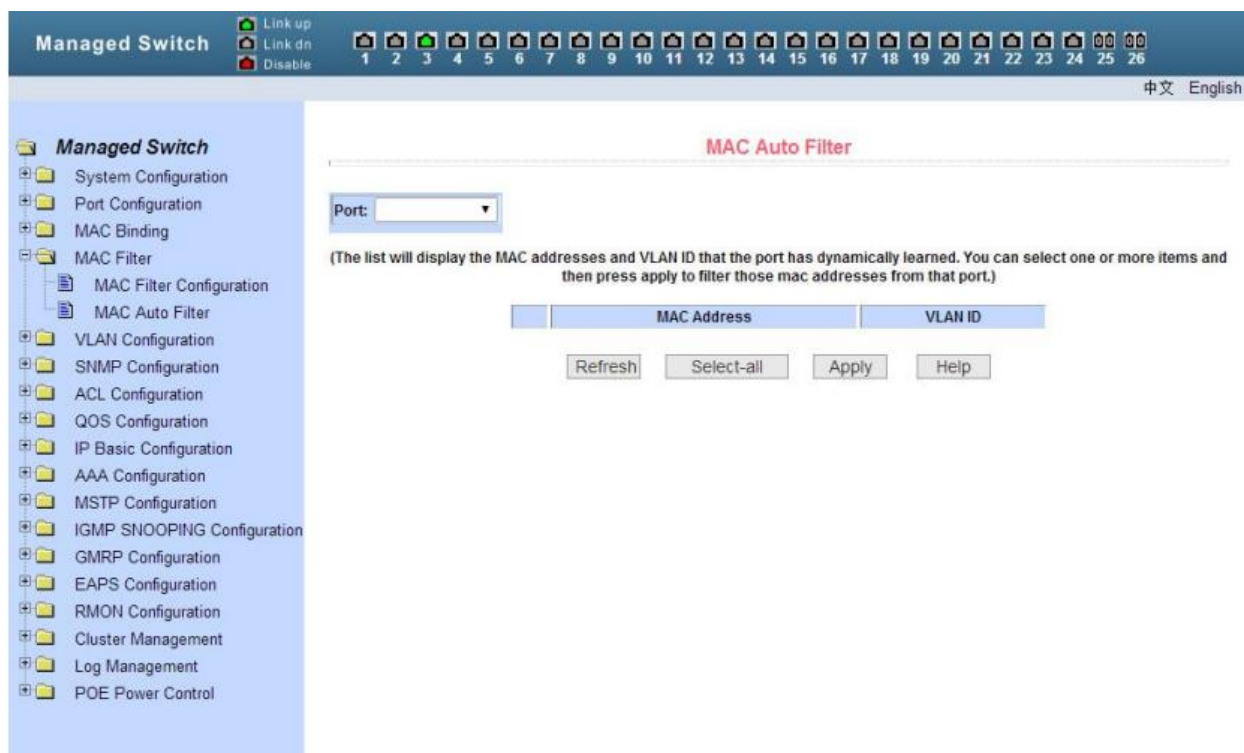 Managed Switch
Link up
Link dn
Disable
1 2 3 4 5 6 7 8 9 10 11 12 13 14 15 16 17 18 19 20 21 22 23 24 25 26
中文 English
Managed Switch
System Configuration
Port Configuration
MAC Binding
MAC Filter
MAC Filter Configuration
MAC Auto Filter
VLAN Configuration
SNMP Configuration
ACL Configuration
QOS Configuration
IP Basic Configuration
AAA Configuration
MSTP Configuration
IGMP SNOOPING Configuration
GMRP Configuration
EAPS Configuration
RMON Configuration
Cluster Management
Log Management
POE Power Control
MAC Auto Filter
Port:
(The list will display the MAC addresses and VLAN ID that the port has dynamically learned. You can select one or more items and
then press apply to filter those mac addresses from that port.)
MAC Address VLAN ID
Refresh Select-all Apply Help